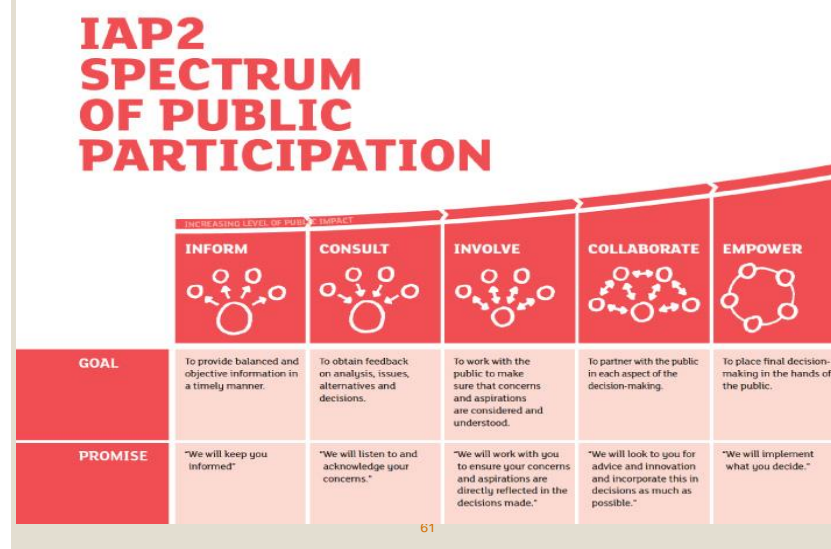 IAP2
SPECTRUM
OF PUBLIC
PARTICIPATION
INCREASING LEVEL OF PUBLIC IMPACT
INFORM
CONSULT
INVOLVE
COLLABORATE
EMPOWER
GOAL
To provide balanced and
objective information in
a timely manner.
To obtain feedback
on analysis, issues,
alternatives and
decisions.
To work with the
public to make
sure that concerns
and aspirations
are considered and
understood.
To partner with the public
in each aspect of the
decision-making.
To place final decision-
making in the hands of
the public.
PROMISE
"We will keep you
informed"
"We will listen to and
acknowledge your
concerns."
"We will work with you
to ensure your concerns
and aspirations are
directly reflected in the
decisions made."
"We will look to you for
advice and innovation
and incorporate this in
decisions as much as
possible."
"We will implement
what you decide."
61